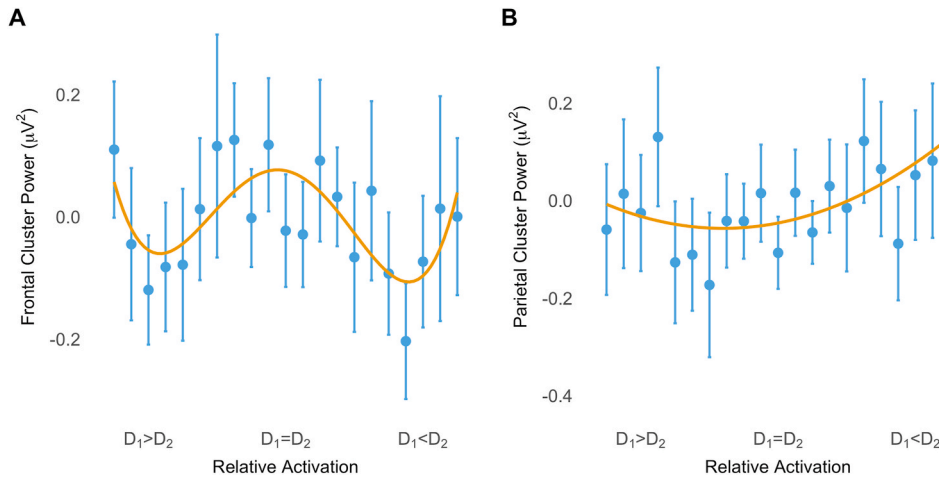 A
Frontal Cluster Power (μV²)
0.2
0.0
-0.2
D₁>D₂ D₁=D₂ D₁<D₂
Relative Activation
B
Parietal Cluster Power (μV²)
0.2
0.0
-0.2
-0.4
D₁>D₂ D₁=D₂ D₁<D₂
Relative Activation